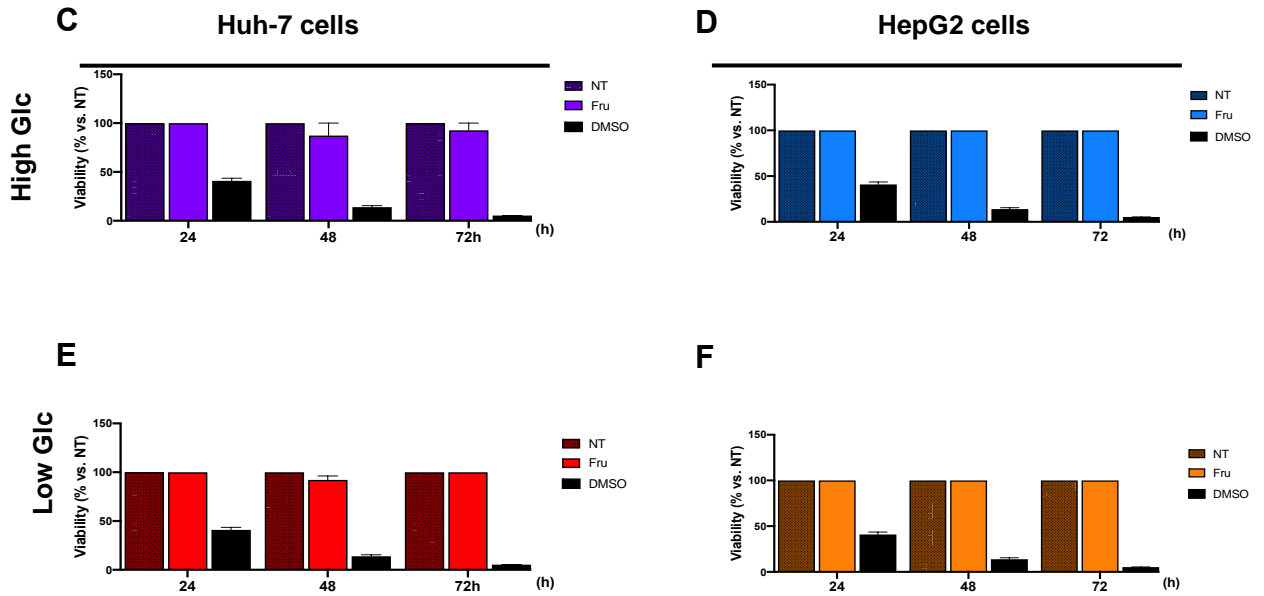 C
Huh-7 cells
D
HepG2 cells
High Glc
Viability (% vs. NT)
150
100
50
0
24
48
72h
(h)
NT
Fru
DMSO
Viability (% vs. NT)
150
100
50
0
24
48
72
(h)
NT
Fru
DMSO
E
F
Low Glc
Viability (% vs. NT)
150
100
50
0
24
48
72h
(h)
NT
Fru
DMSO
Viability (% vs. NT)
150
100
50
0
24
48
72
(h)
NT
Fru
DMSO